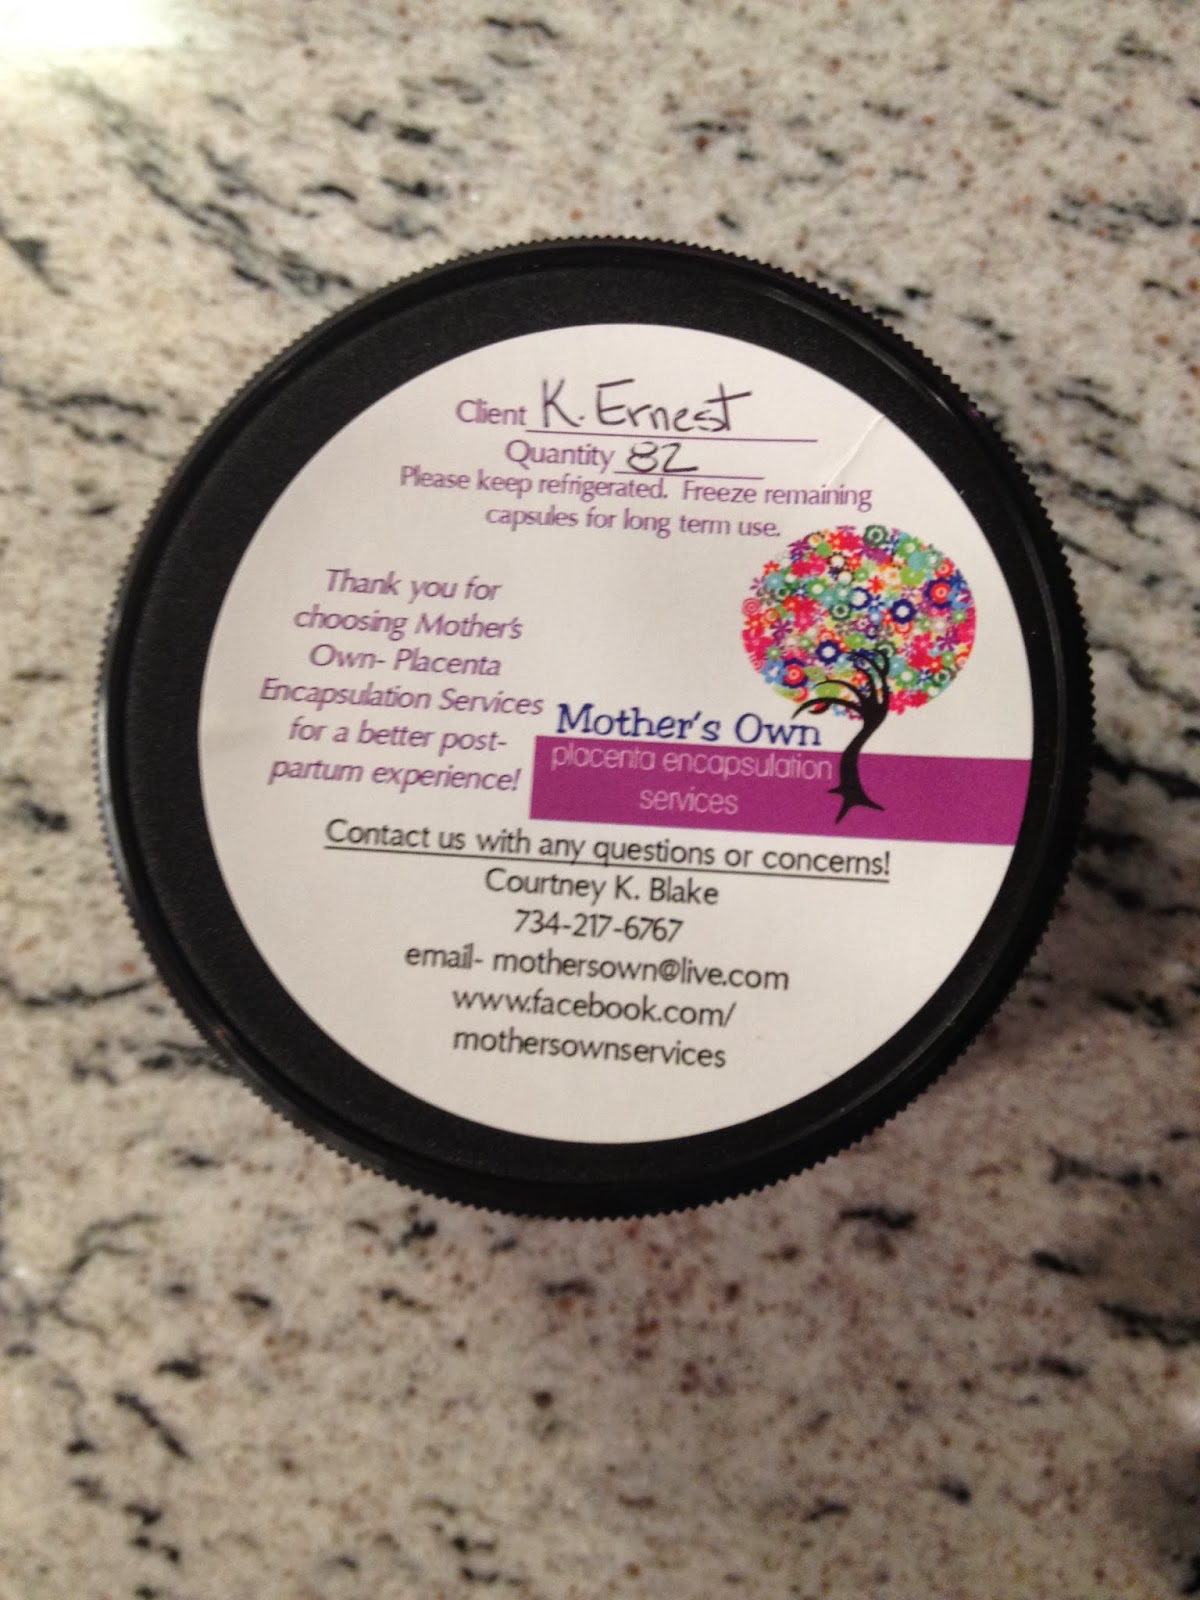 Client K. Ernest
Quantity 82
Please keep refrigerated. Freeze remaining
capsules for long term use.
Thank you for
choosing Mother's
Own- Placenta
Encapsulation Services
for a better post-
partum experience!
Mother's Own
placenta encapsulation
services
Contact us with any questions or concerns!
Courtney K. Blake
734-217-6767
email- mothersown@live.com
www.facebook.com/
mothersownservices